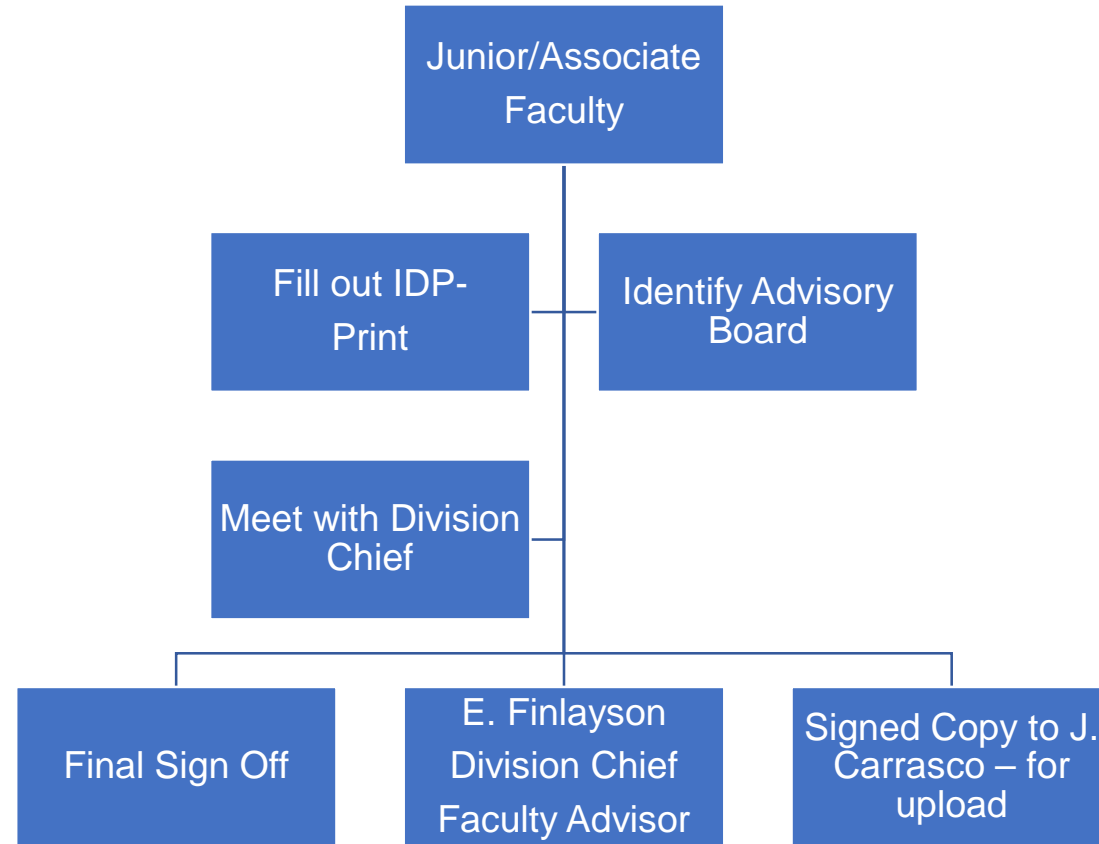 Junior/Associate
Faculty
Fill out IDP-
Print
Identify Advisory
Board
Meet with Division
Chief
Final Sign Off
E. Finlayson
Division Chief
Faculty Advisor
Signed Copy to J.
Carrasco – for
upload